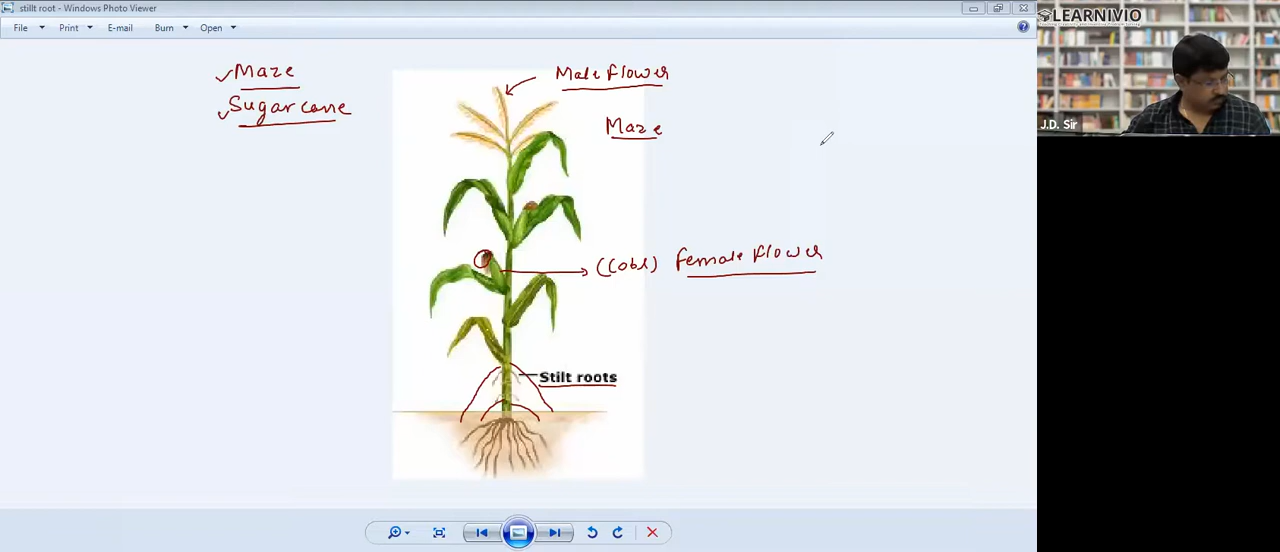 stillt root - Windows Photo Viewer
File Print E-mail Burn Open
LEARNIVIO
J.D. Sir
Maze
Sugarcane
Male flower
Maze
(Cobs) Female flower
Stilt roots